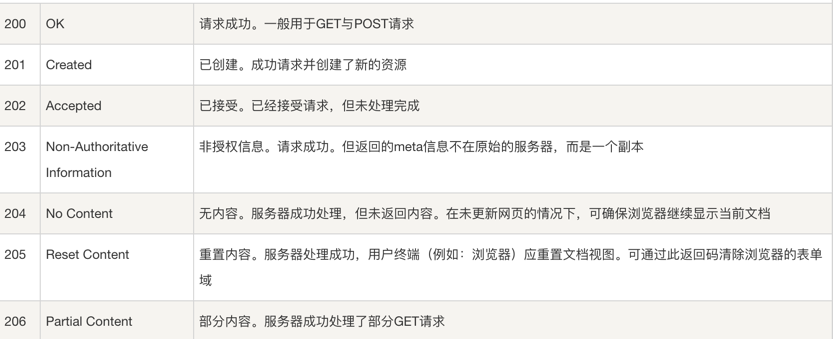 200 OK 请求成功。一般用于GET与POST请求
201 Created 已创建。成功请求并创建了新的资源
202 Accepted 已接受。已经接受请求，但未处理完成
203 Non-Authoritative 非授权信息。请求成功。但返回的meta信息不在原始的服务器，而是一个副本
Information
204 No Content 无内容。服务器成功处理，但未返回内容。在未更新网页的情况下，可确保浏览器继续显示当前文档
205 Reset Content 重置内容。服务器处理成功，用户终端（例如：浏览器）应重置文档视图。可通过此返回码清除浏览器的表单
域
206 Partial Content 部分内容。服务器成功处理了部分GET请求